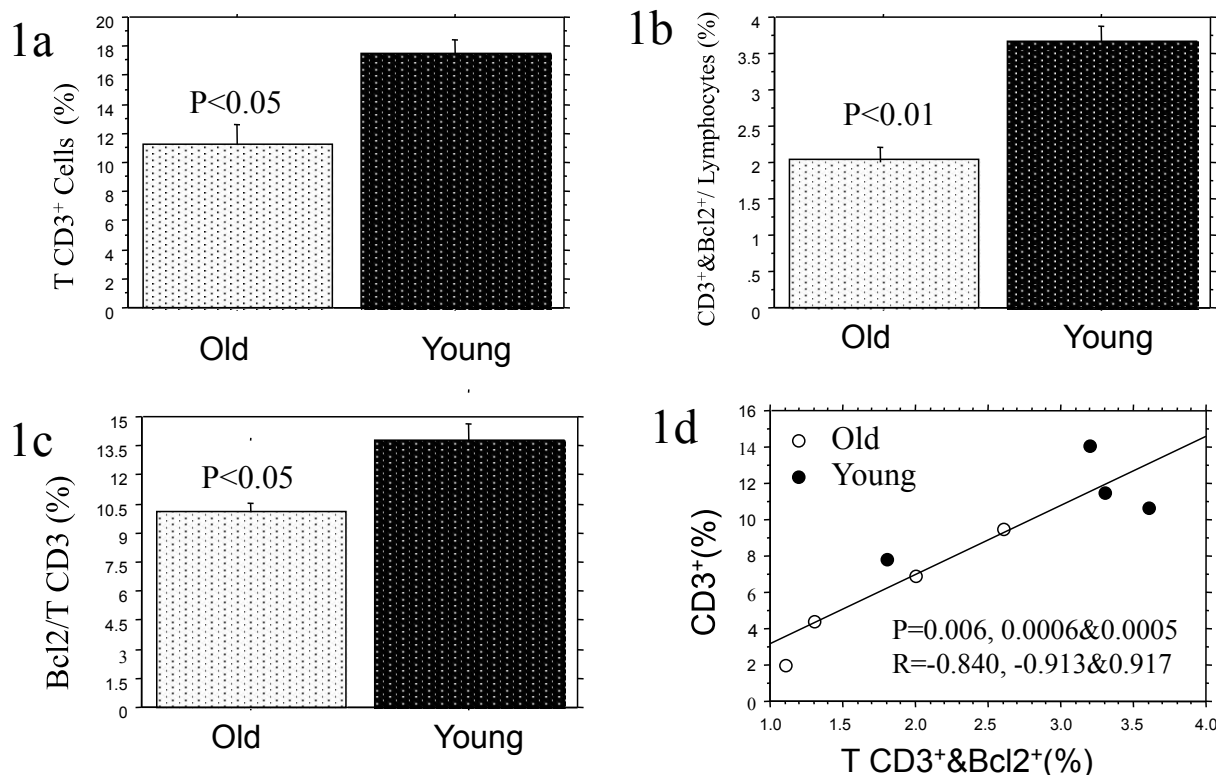 1a
T CD3⁺ Cells (%)
20
18
16
14
12
10
8
6
4
2
0
P<0.05
Old
Young
1b
CD3⁺&Bcl2⁺/ Lymphocytes (%)
4
3.5
3
2.5
2
1.5
1
.5
0
P<0.01
Old
Young
1c
Bcl2/T CD3 (%)
15
13.5
12
10.5
9
7.5
6
4.5
3
1.5
0
P<0.05
Old
Young
1d
CD3⁺(%)
16
14
12
10
8
6
4
2
0
Old
Young
P=0.006, 0.0006&0.0005
R=-0.840, -0.913&0.917
1.0 1.5 2.0 2.5 3.0 3.5 4.0
T CD3⁺&Bcl2⁺(%)